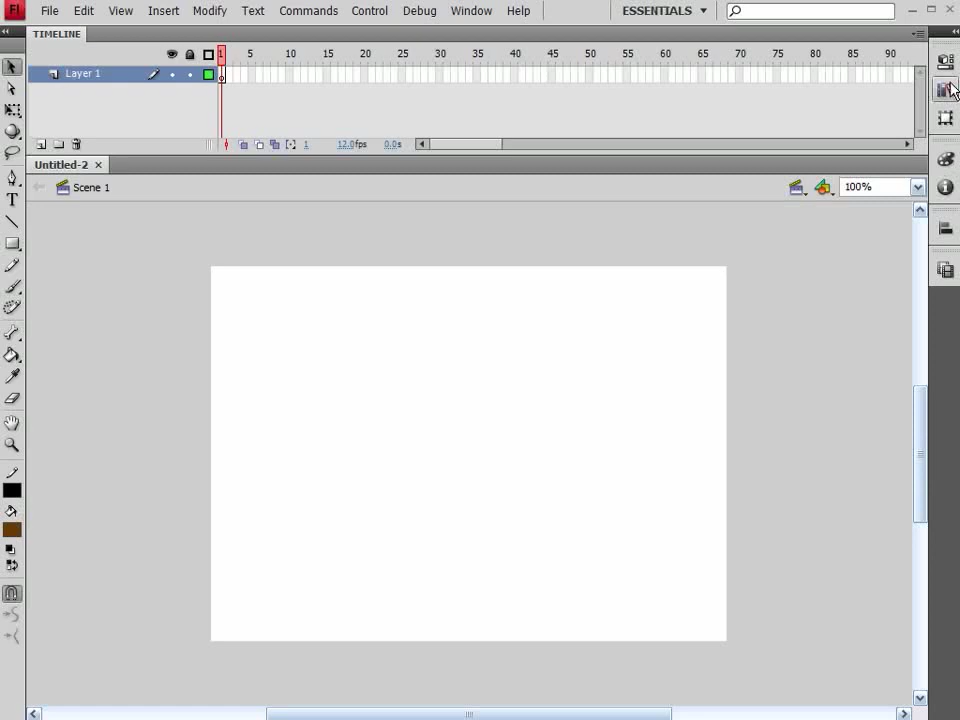 Fl File Edit View Insert Modify Text Commands Control Debug Window Help ESSENTIALS
TIMELINE
1 5 10 15 20 25 30 35 40 45 50 55 60 65 70 75 80 85 90
Layer 1
1 12.0fps 0.0s
Untitled-2
Scene 1 100%